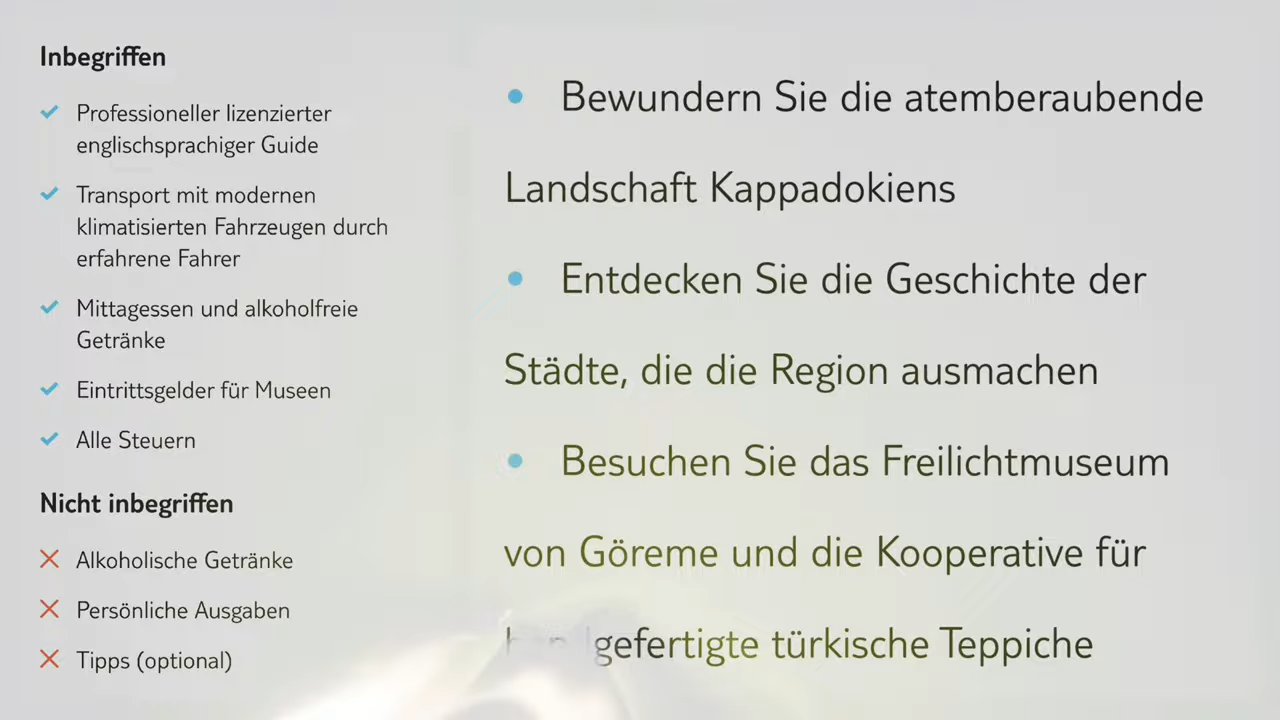 Inbegriffen
Professioneller lizenzierter
englischsprachiger Guide
Transport mit modernen
klimatisierten Fahrzeugen durch
erfahrene Fahrer
Mittagessen und alkoholfreie
Getränke
Eintrittsgelder für Museen
Alle Steuern
Nicht inbegriffen
Alkoholische Getränke
Persönliche Ausgaben
Tipps (optional)
• Bewundern Sie die atemberaubende
Landschaft Kappadokiens
• Entdecken Sie die Geschichte der
Städte, die die Region ausmachen
• Besuchen Sie das Freilichtmuseum
von Göreme und die Kooperative für
türkische Teppiche